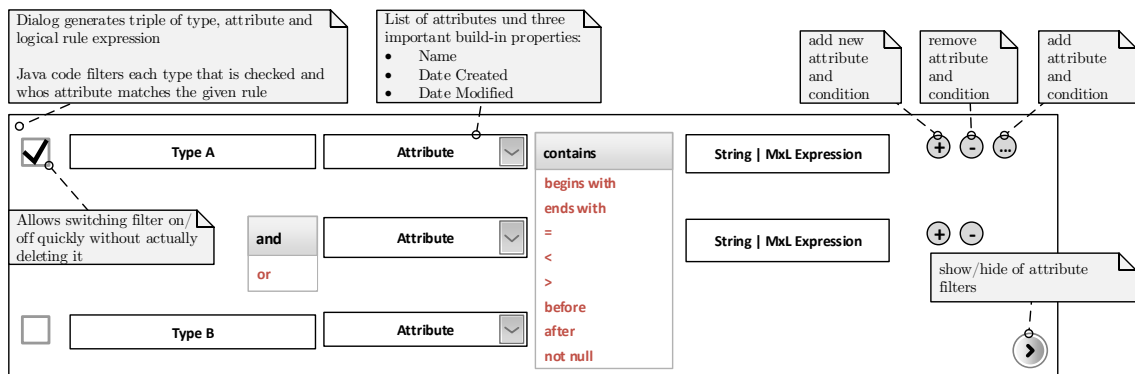 Dialog generates triple of type, attribute and
logical rule expression
Java code filters each type that is checked and
whos attribute matches the given rule
List of attributes und three
important build-in properties:
• Name
• Date Created
• Date Modified
add new
attribute
and
condition
remove
attribute
and
condition
add
attribute
and
condition
Type A
Attribute
contains
String | MxL Expression
+
-
...
begins with
ends with
=
<
>
before
after
not null
Allows switching filter on/
off quickly without actually
deleting it
and
or
Attribute
String | MxL Expression
+
-
show/hide of attribute
filters
Type B
Attribute